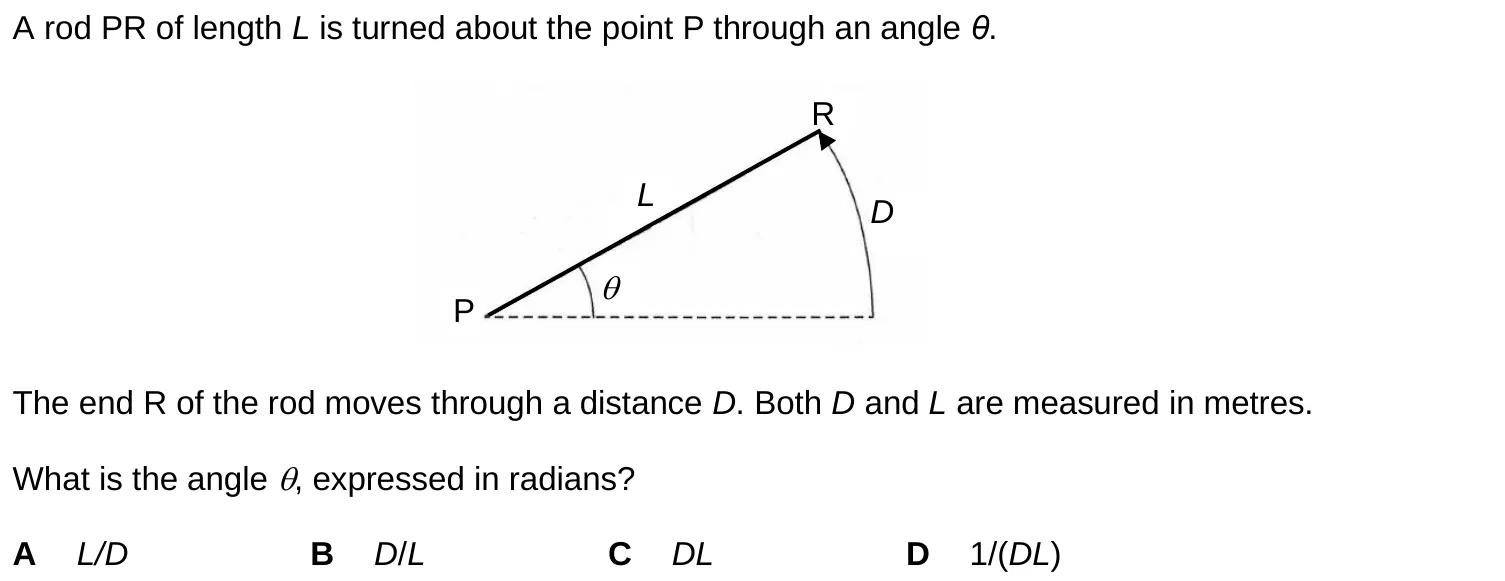 A rod PR of length L is turned about the point P through an angle θ.
R
L
D
θ
P
The end R of the rod moves through a distance D. Both D and L are measured in metres.
What is the angle θ, expressed in radians?
A L/D B D/L C DL D 1/(DL)